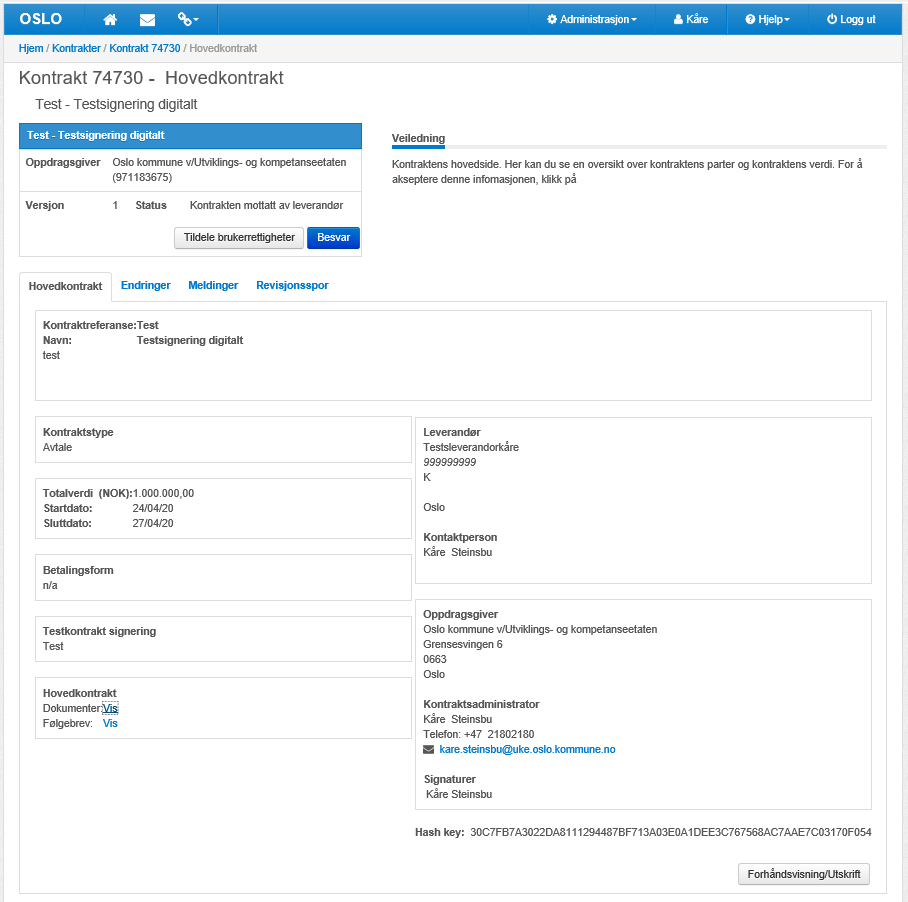 OSLO Administrasjon Kåre Hjelp Logg ut
Hjem / Kontrakter / Kontrakt 74730 / Hovedkontrakt
Kontrakt 74730 - Hovedkontrakt
Test - Testsignering digitalt
Test - Testsignering digitalt
Oppdragsgiver Oslo kommune v/Utviklings- og kompetanseetaten
(971183675)
Versjon 1 Status Kontrakten mottatt av leverandør
Tildele brukerrettigheter Besvar
Veiledning
Kontraktens hovedside. Her kan du se en oversikt over kontraktens parter og kontraktens verdi. For å
akseptere denne infomasjonen, klikk på
Hovedkontrakt Endringer Meldinger Revisjonsspor
Kontraktreferanse:Test
Navn: Testsignering digitalt
test
Kontraktstype
Avtale
Totalverdi (NOK):1.000.000,00
Startdato: 24/04/20
Sluttdato: 27/04/20
Betalingsform
n/a
Testkontrakt signering
Test
Hovedkontrakt
Dokumenter:Vis
Følgebrev: Vis
Leverandør
Testsleverandorkåre
999999999
K
Oslo
Kontaktperson
Kåre Steinsbu
Oppdragsgiver
Oslo kommune v/Utviklings- og kompetanseetaten
Grensesvingen 6
0663
Oslo
Kontraktsadministrator
Kåre Steinsbu
Telefon: +47 21802180
kare.steinsbu@uke.oslo.kommune.no
Signaturer
Kåre Steinsbu
Hash key: 30C7FB7A3022DA8111294487BF713A03E0A1DEE3C767568AC7AAE7C03170F054
Forhåndsvisning/Utskrift